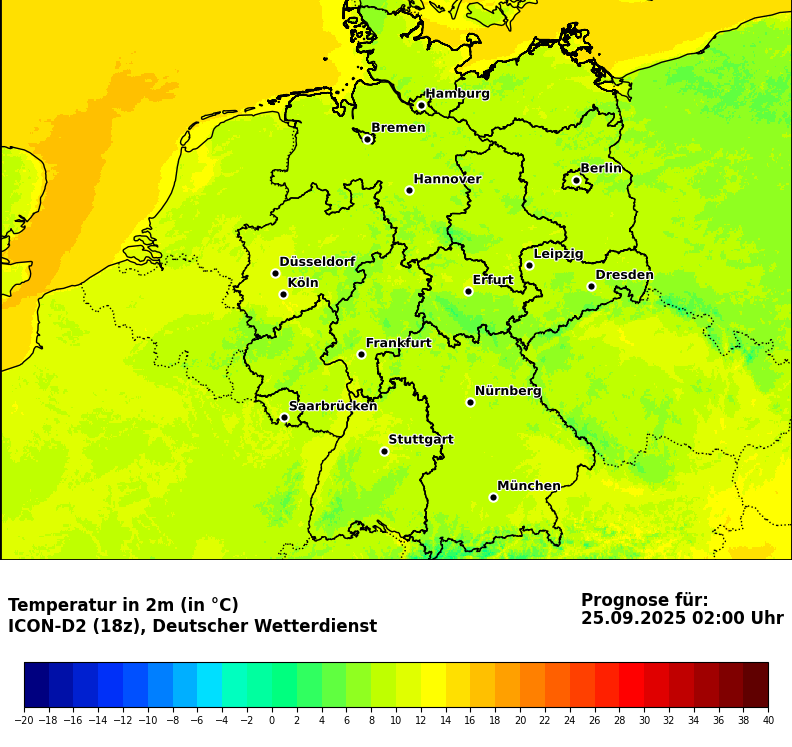 Hamburg
Bremen
Berlin
Hannover
Leipzig
Düsseldorf
Dresden
Köln
Erfurt
Frankfurt
Nürnberg
Saarbrücken
Stuttgart
München
Temperatur in 2m (in °C)
ICON-D2 (18z), Deutscher Wetterdienst
Prognose für:
25.09.2025 02:00 Uhr
−20 −18 −16 −14 −12 −10 −8 −6 −4 −2 0 2 4 6 8 10 12 14 16 18 20 22 24 26 28 30 32 34 36 38 40